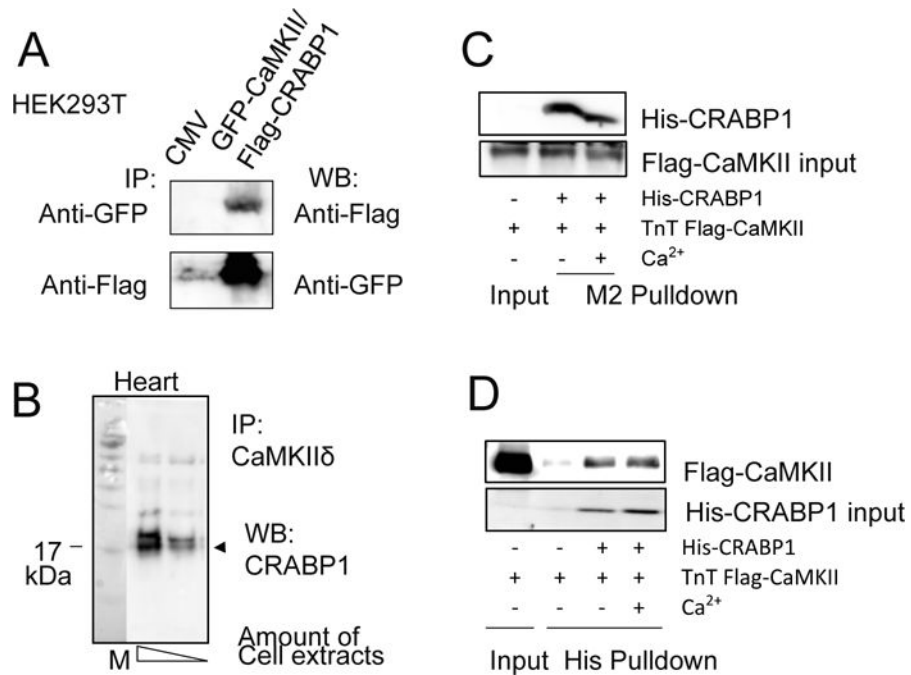 A
HEK293T
CMV
GFP-CaMKII/
Flag-CRABP1
IP:
WB:
Anti-GFP
Anti-Flag
Anti-Flag
Anti-GFP
B
Heart
IP:
CaMKIIδ
WB:
CRABP1
17
kDa
M
Amount of
Cell extracts
C
His-CRABP1
Flag-CaMKII input
- + + His-CRABP1
+ + + TnT Flag-CaMKII
- - + Ca²⁺
Input M2 Pulldown
D
Flag-CaMKII
His-CRABP1 input
- - + + His-CRABP1
+ + + + TnT Flag-CaMKII
- - - + Ca²⁺
Input His Pulldown